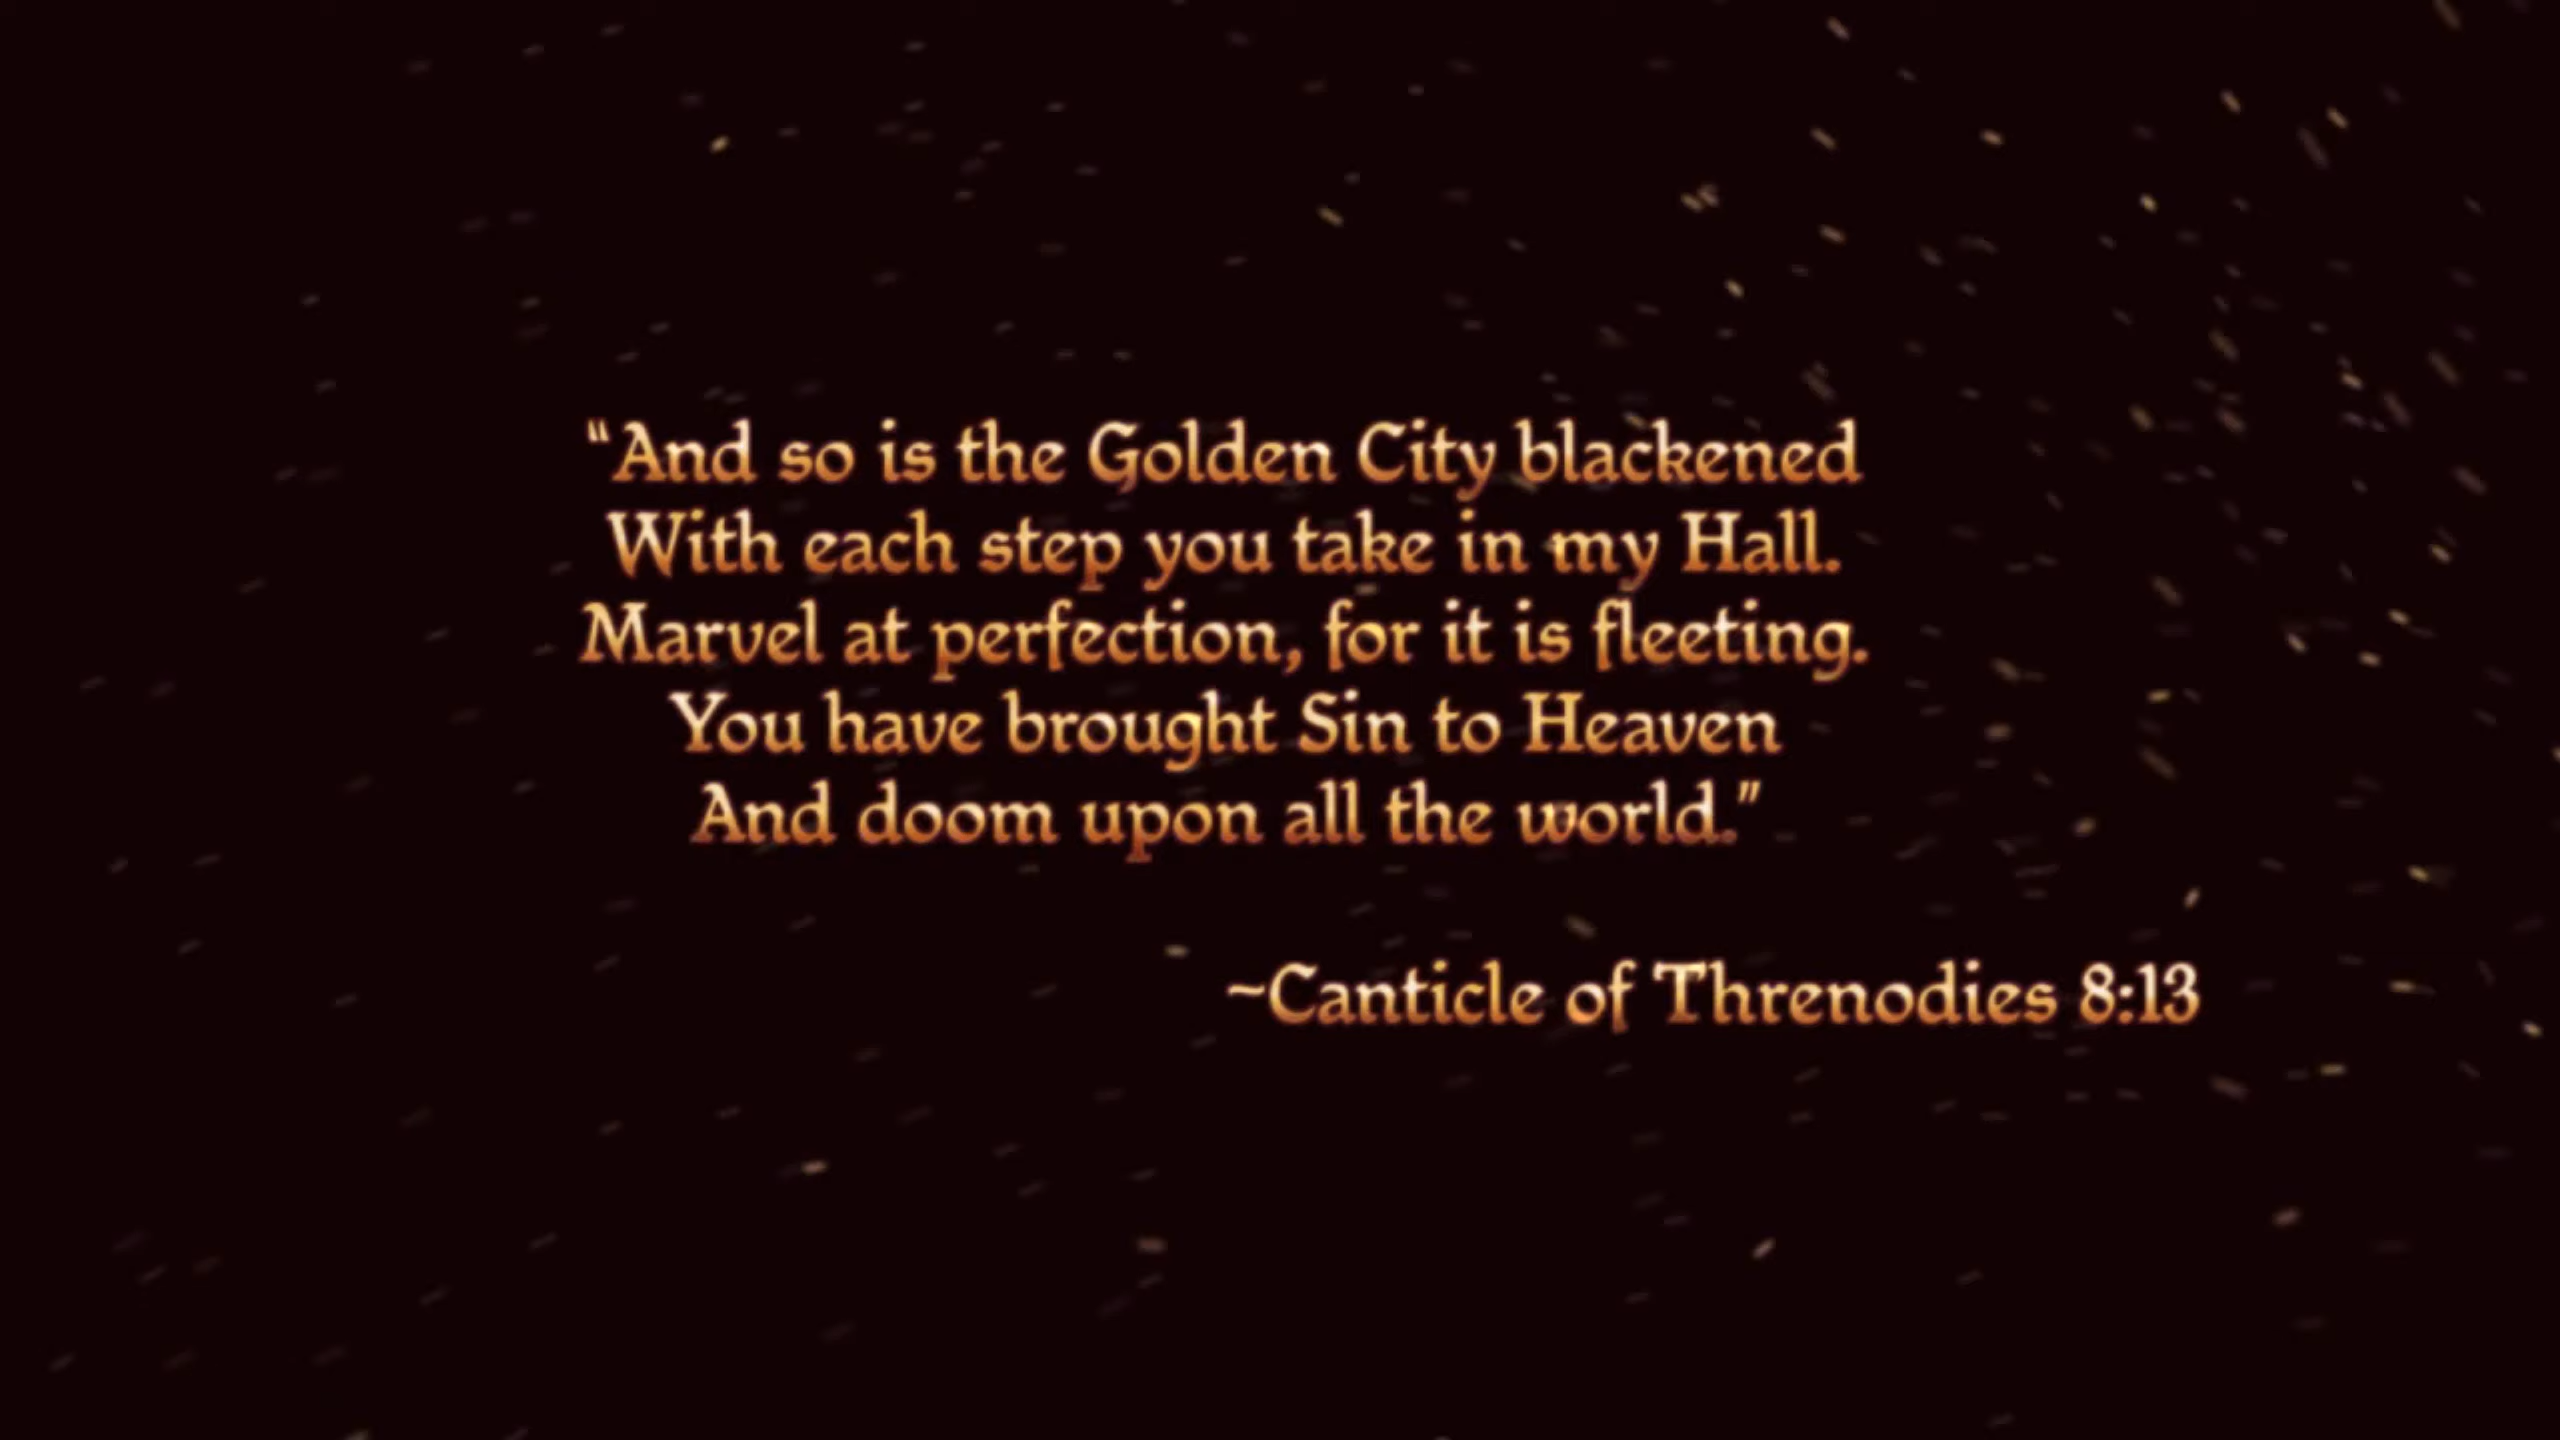 “And so is the Golden City blackened
With each step you take in my Hall.
Marvel at perfection, for it is fleeting.
You have brought Sin to Heaven
And doom upon all the world.”
~Canticle of Threnodies 8:13